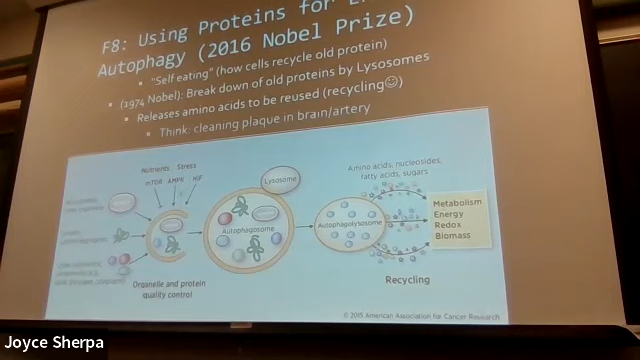 F8: Using Proteins for
Autophagy (2016 Nobel Prize)
"Self eating" (how cells recycle old protein)
(1974 Nobel): Break down of old proteins by Lysosomes
Releases amino acids to be reused (recycling☺)
Think: cleaning plaque in brain/artery
Nutrients Stress
mTOR AMPK HIF
Lysosome
Amino acids, nucleosides,
fatty acids, sugars
Autophagosome
Autophagolysosome
Metabolism
Energy
Redox
Biomass
Organelle and protein
quality control
Recycling
© 2015 American Association for Cancer Research
Joyce Sherpa